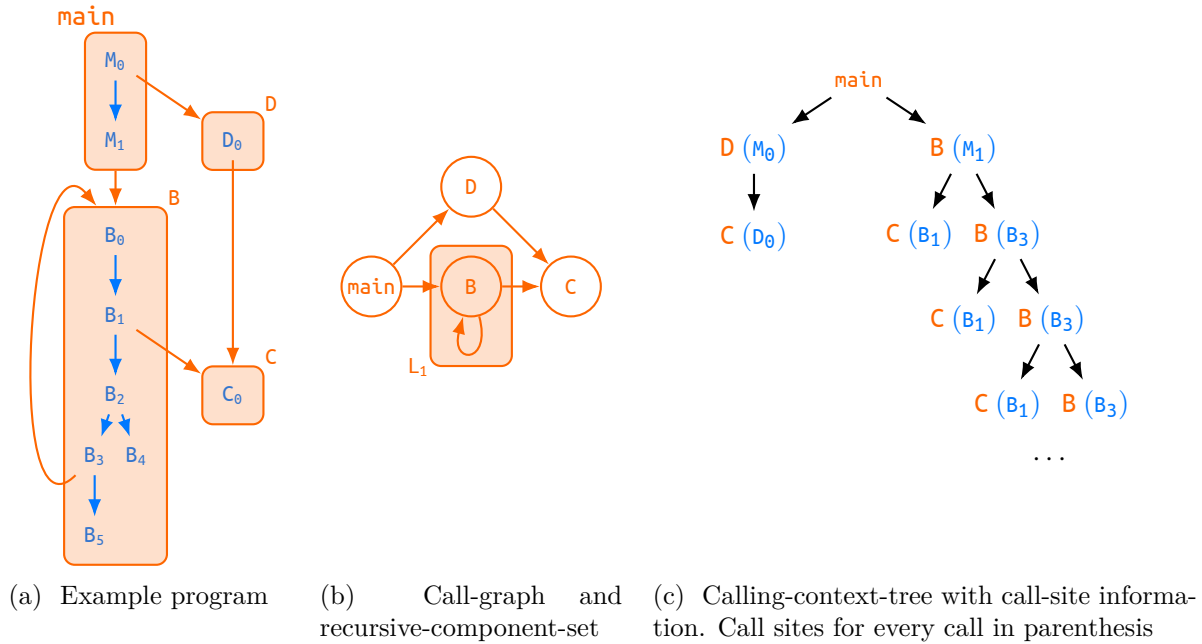 main
M₀
M₁
D
D₀
B
B₀
B₁
B₂
B₃ B₄
B₅
C
C₀
D
main B C
L₁
main
D (M₀) B (M₁)
C (D₀) C (B₁) B (B₃)
C (B₁) B (B₃)
C (B₁) B (B₃)
...
(a) Example program
(b) Call-graph and
recursive-component-set
(c) Calling-context-tree with call-site informa-
tion. Call sites for every call in parenthesis